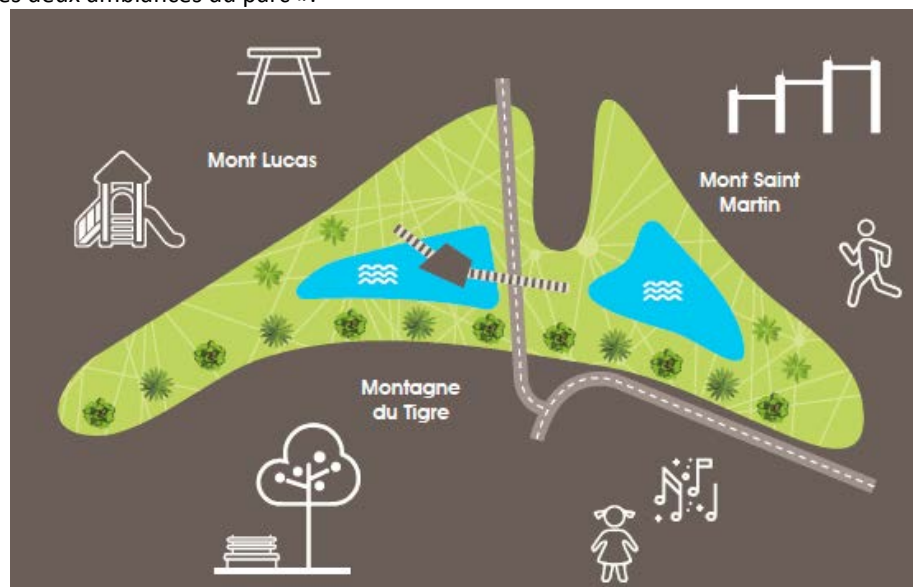 es deux ambiances du parc ».
Mont Lucas
Mont Saint
Martin
Montagne
du Tigre